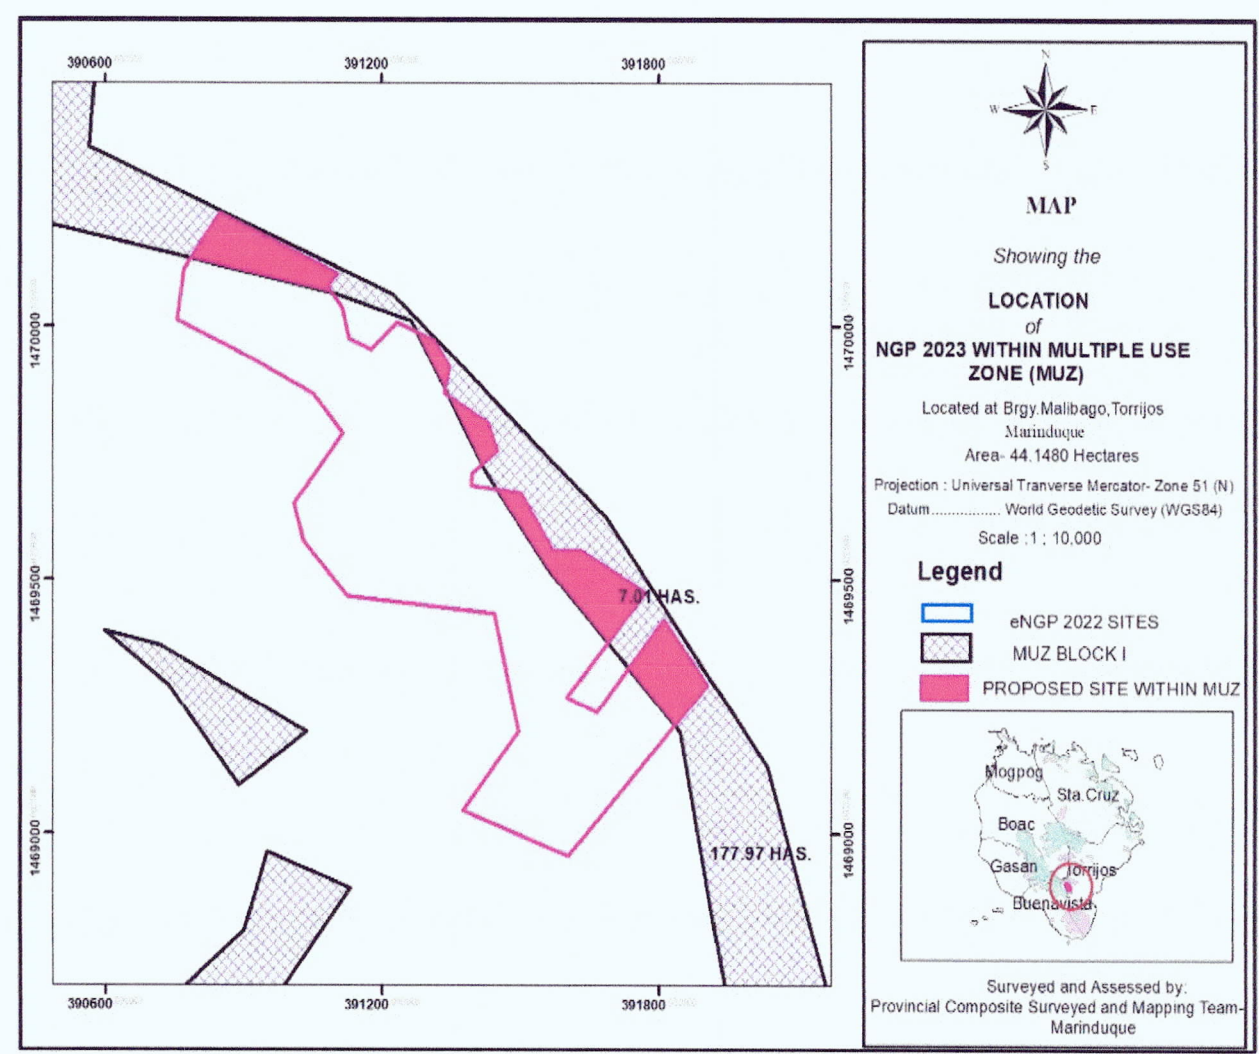 390600
391200
391800
1470000
1469500
1469000
1470000
1469500
1469000
7.01 HAS.
177.97 HAS.
390600
391200
391800
N
W
E
S
MAP
Showing the
LOCATION
of
NGP 2023 WITHIN MULTIPLE USE
ZONE (MUZ)
Located at Brgy.Malibago,Torrijos
Marinduque
Area- 44.1480 Hectares
Projection : Universal Tranverse Mercator- Zone 51 (N)
Datum................. World Geodetic Survey (WGS84)
Scale :1 ; 10,000
Legend
eNGP 2022 SITES
MUZ BLOCK I
PROPOSED SITE WITHIN MUZ
Mogpog
Sta.Cruz
Boac
Gasan
Torrijos
Buenavista
Surveyed and Assessed by:
Provincial Composite Surveyed and Mapping Team-
Marinduque